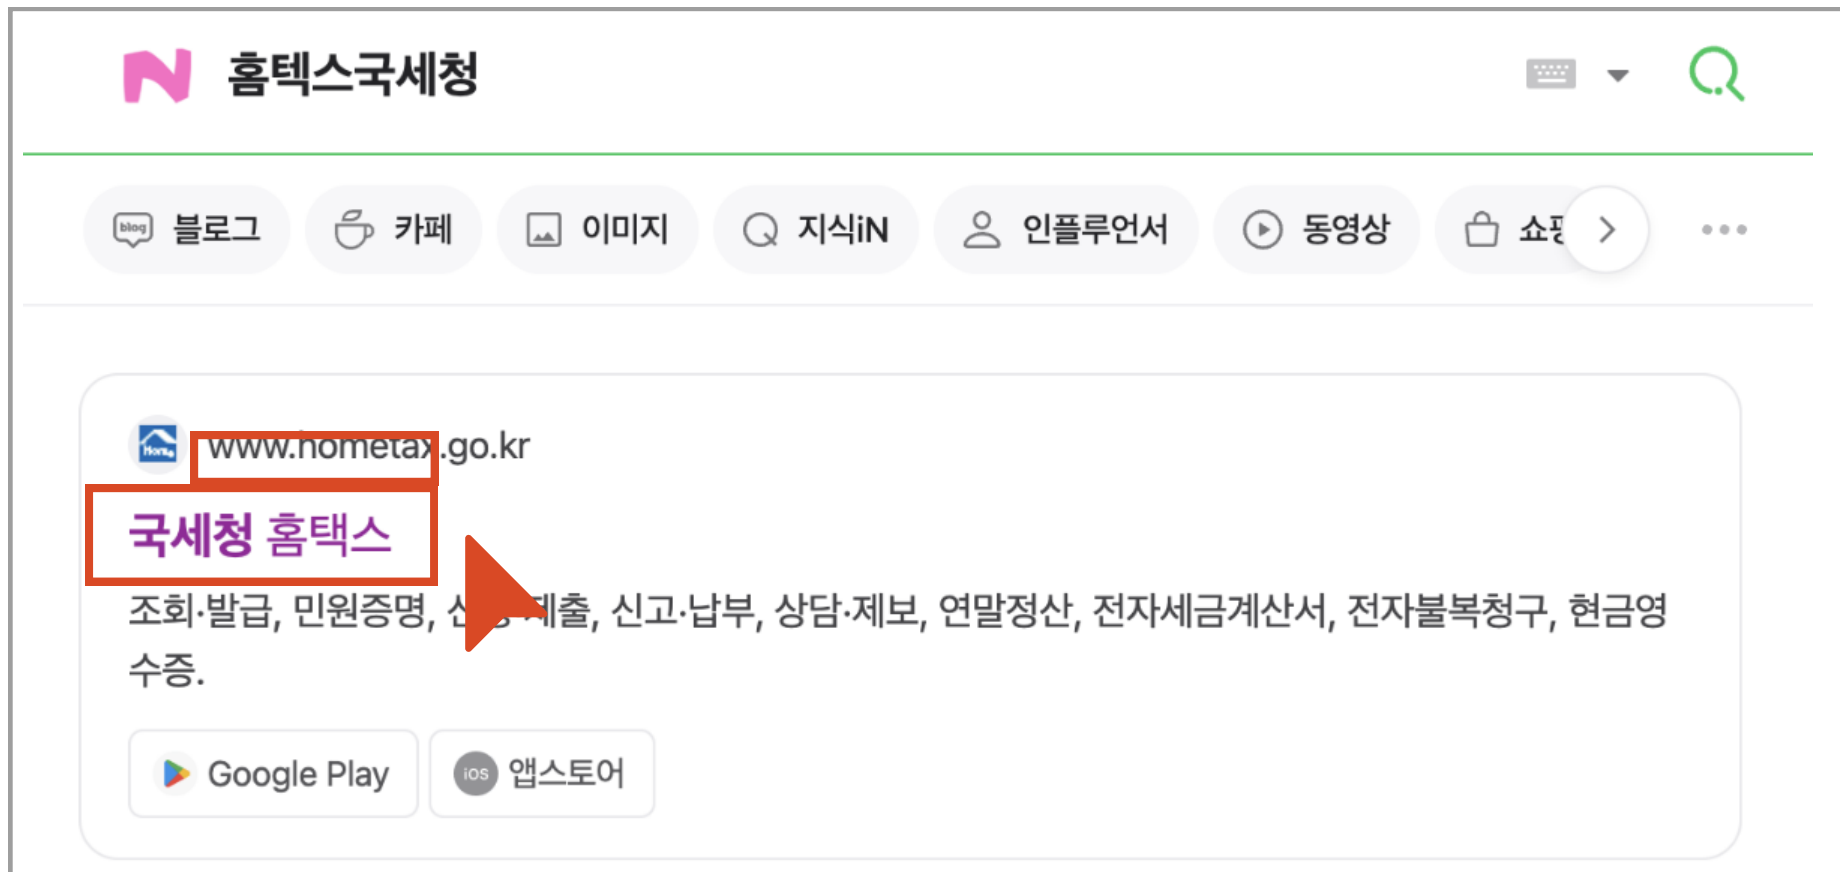 N 홈텍스국세청
blog 블로그 카페 이미지 지식iN 인플루언서 동영상
www.hometax.go.kr
국세청 홈택스
조회·발급, 민원증명, 신고·납부, 상담·제보, 연말정산, 전자세금계산서, 전자불복청구, 현금영
수증.
Google Play iOS 앱스토어